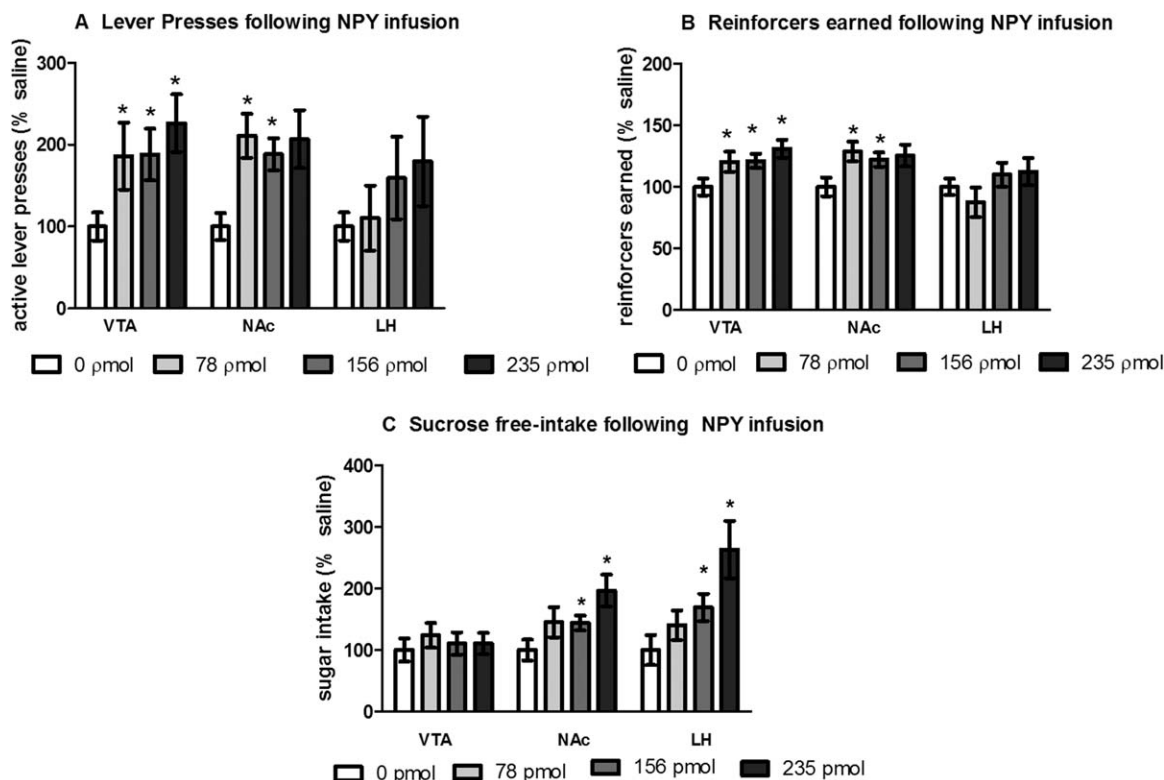 A Lever Presses following NPY infusion
active lever presses (% saline)
300
200
100
0
* * *
* *
VTA NAc LH
0 ρmol 78 ρmol 156 ρmol 235 ρmol
B Reinforcers earned following NPY infusion
reinforcers earned (% saline)
200
150
100
50
0
* * *
* *
VTA NAc LH
0 ρmol 78 ρmol 156 ρmol 235 ρmol
C Sucrose free-intake following NPY infusion
sugar intake (% saline)
400
300
200
100
0
* *
* *
VTA NAc LH
0 pmol 78 pmol 156 pmol 235 pmol